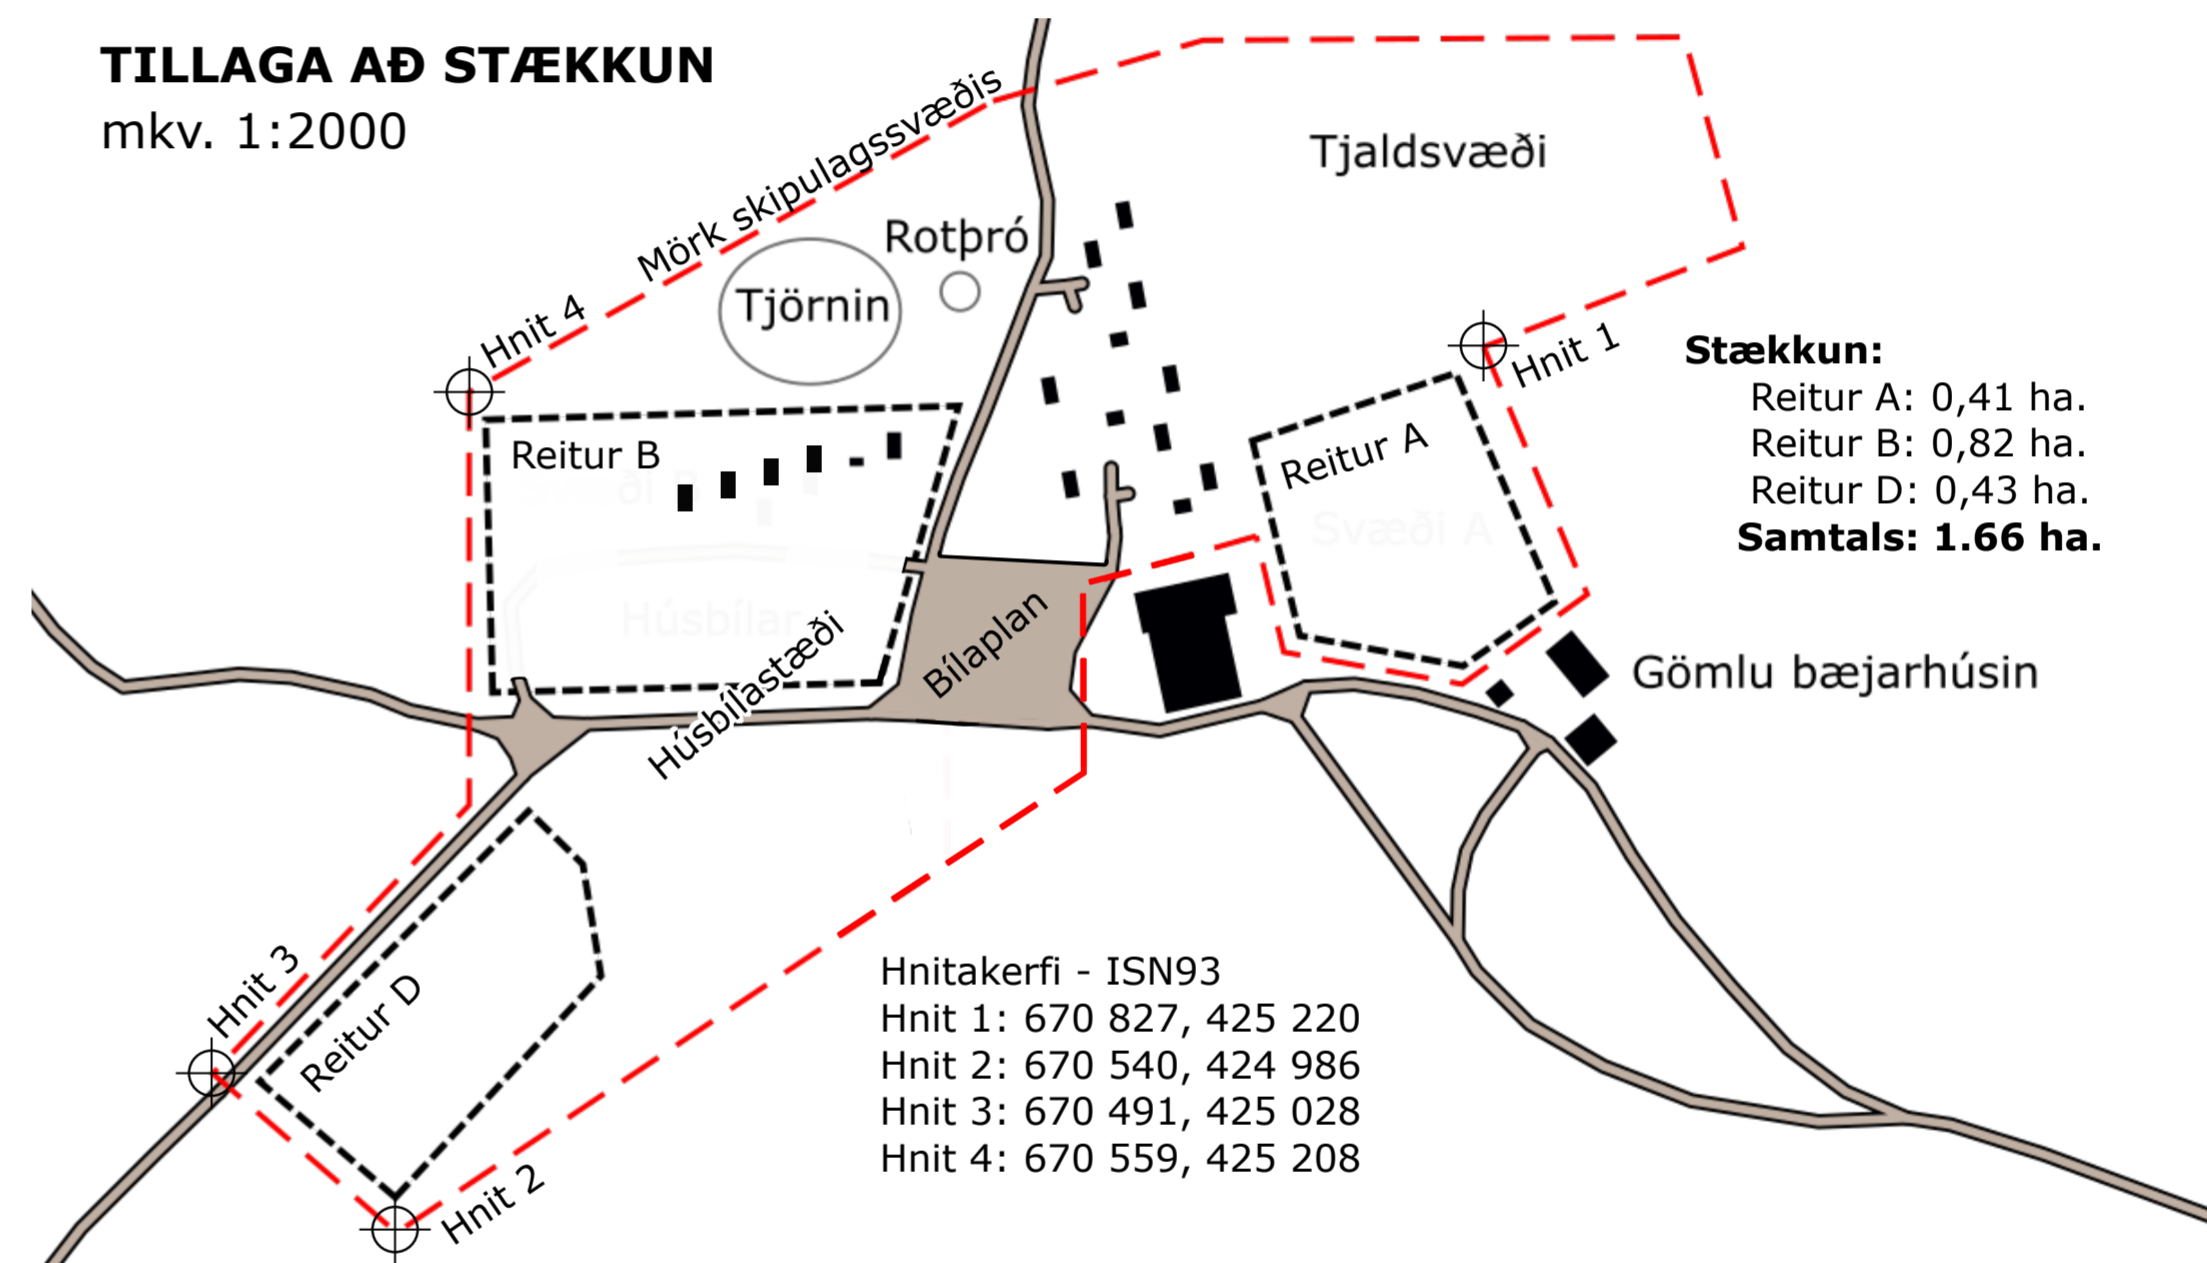 TILLAGA AÐ STÆKKUN
mkv. 1:2000
Mörk skipulagssvæðis
Tjaldsvæði
Rotþró
Tjörnin
Hnit 4
Hnit 1
Stækkun:
Reitur A: 0,41 ha.
Reitur B: 0,82 ha.
Reitur D: 0,43 ha.
Samtals: 1.66 ha.
Reitur B
Reitur A
Svæði A
Húsbílar
Húsbílastæði
Bílaplan
Gömlu bæjarhúsin
Hnit 3
Reitur D
Hnit 2
Hnitakerfi - ISN93
Hnit 1: 670 827, 425 220
Hnit 2: 670 540, 424 986
Hnit 3: 670 491, 425 028
Hnit 4: 670 559, 425 208